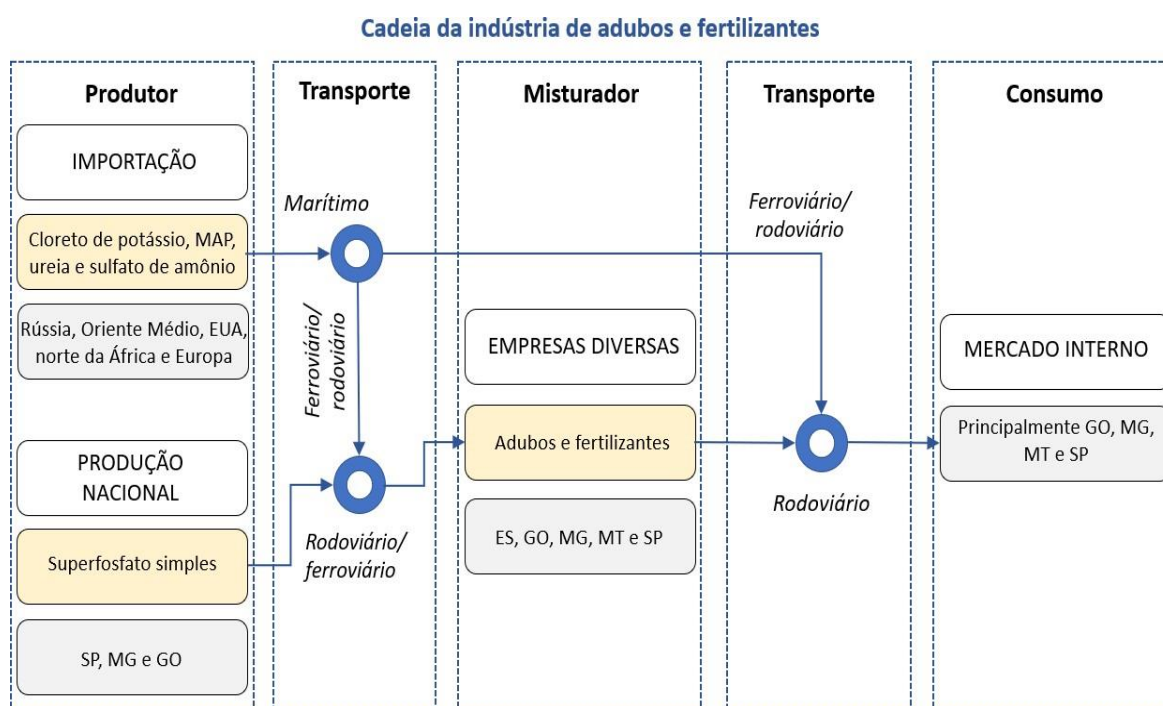 Cadeia da indústria de adubos e fertilizantes
Produtor
IMPORTAÇÃO
Cloreto de potássio, MAP,
ureia e sulfato de amônio
Rússia, Oriente Médio, EUA,
norte da África e Europa
PRODUÇÃO
NACIONAL
Superfosfato simples
SP, MG e GO
Transporte
Marítimo
Ferroviário/
rodoviário
Rodoviário/
ferroviário
Misturador
EMPRESAS DIVERSAS
Adubos e fertilizantes
ES, GO, MG, MT e SP
Transporte
Ferroviário/
rodoviário
Rodoviário
Consumo
MERCADO INTERNO
Principalmente GO, MG,
MT e SP